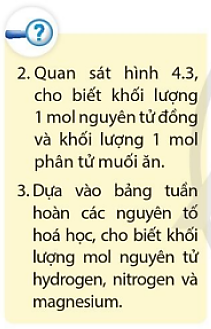 2. Quan sát hình 4.3,
cho biết khối lượng
1 mol nguyên tử đồng
và khối lượng 1 mol
phân tử muối ăn.
3. Dựa vào bảng tuần
hoàn các nguyên tố
hoá học, cho biết khối
lượng mol nguyên tử
hydrogen, nitrogen và
magnesium.